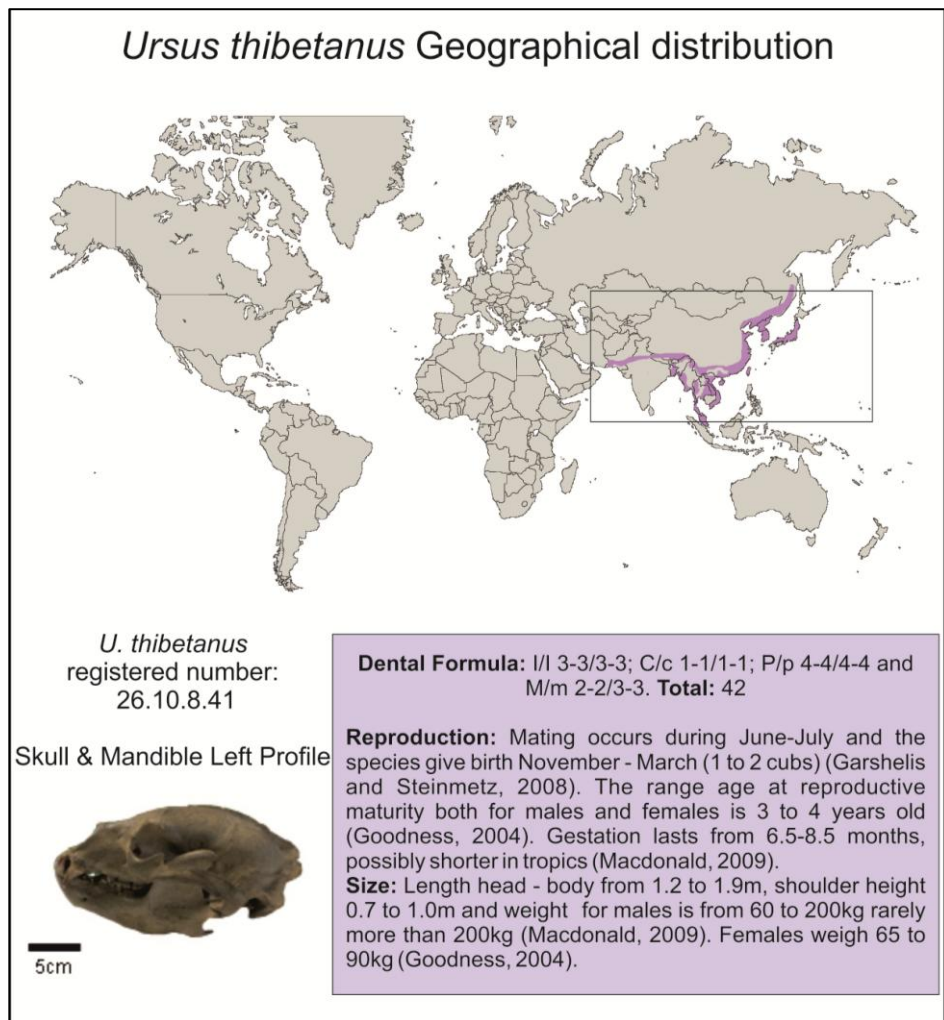 Ursus thibetanus Geographical distribution
U. thibetanus
registered number:
26.10.8.41
Skull & Mandible Left Profile
5cm
Dental Formula: I/I 3-3/3-3; C/c 1-1/1-1; P/p 4-4/4-4 and
M/m 2-2/3-3. Total: 42
Reproduction: Mating occurs during June-July and the
species give birth November - March (1 to 2 cubs) (Garshelis
and Steinmetz, 2008). The range age at reproductive
maturity both for males and females is 3 to 4 years old
(Goodness, 2004). Gestation lasts from 6.5-8.5 months,
possibly shorter in tropics (Macdonald, 2009).
Size: Length head - body from 1.2 to 1.9m, shoulder height
0.7 to 1.0m and weight for males is from 60 to 200kg rarely
more than 200kg (Macdonald, 2009). Females weigh 65 to
90kg (Goodness, 2004).